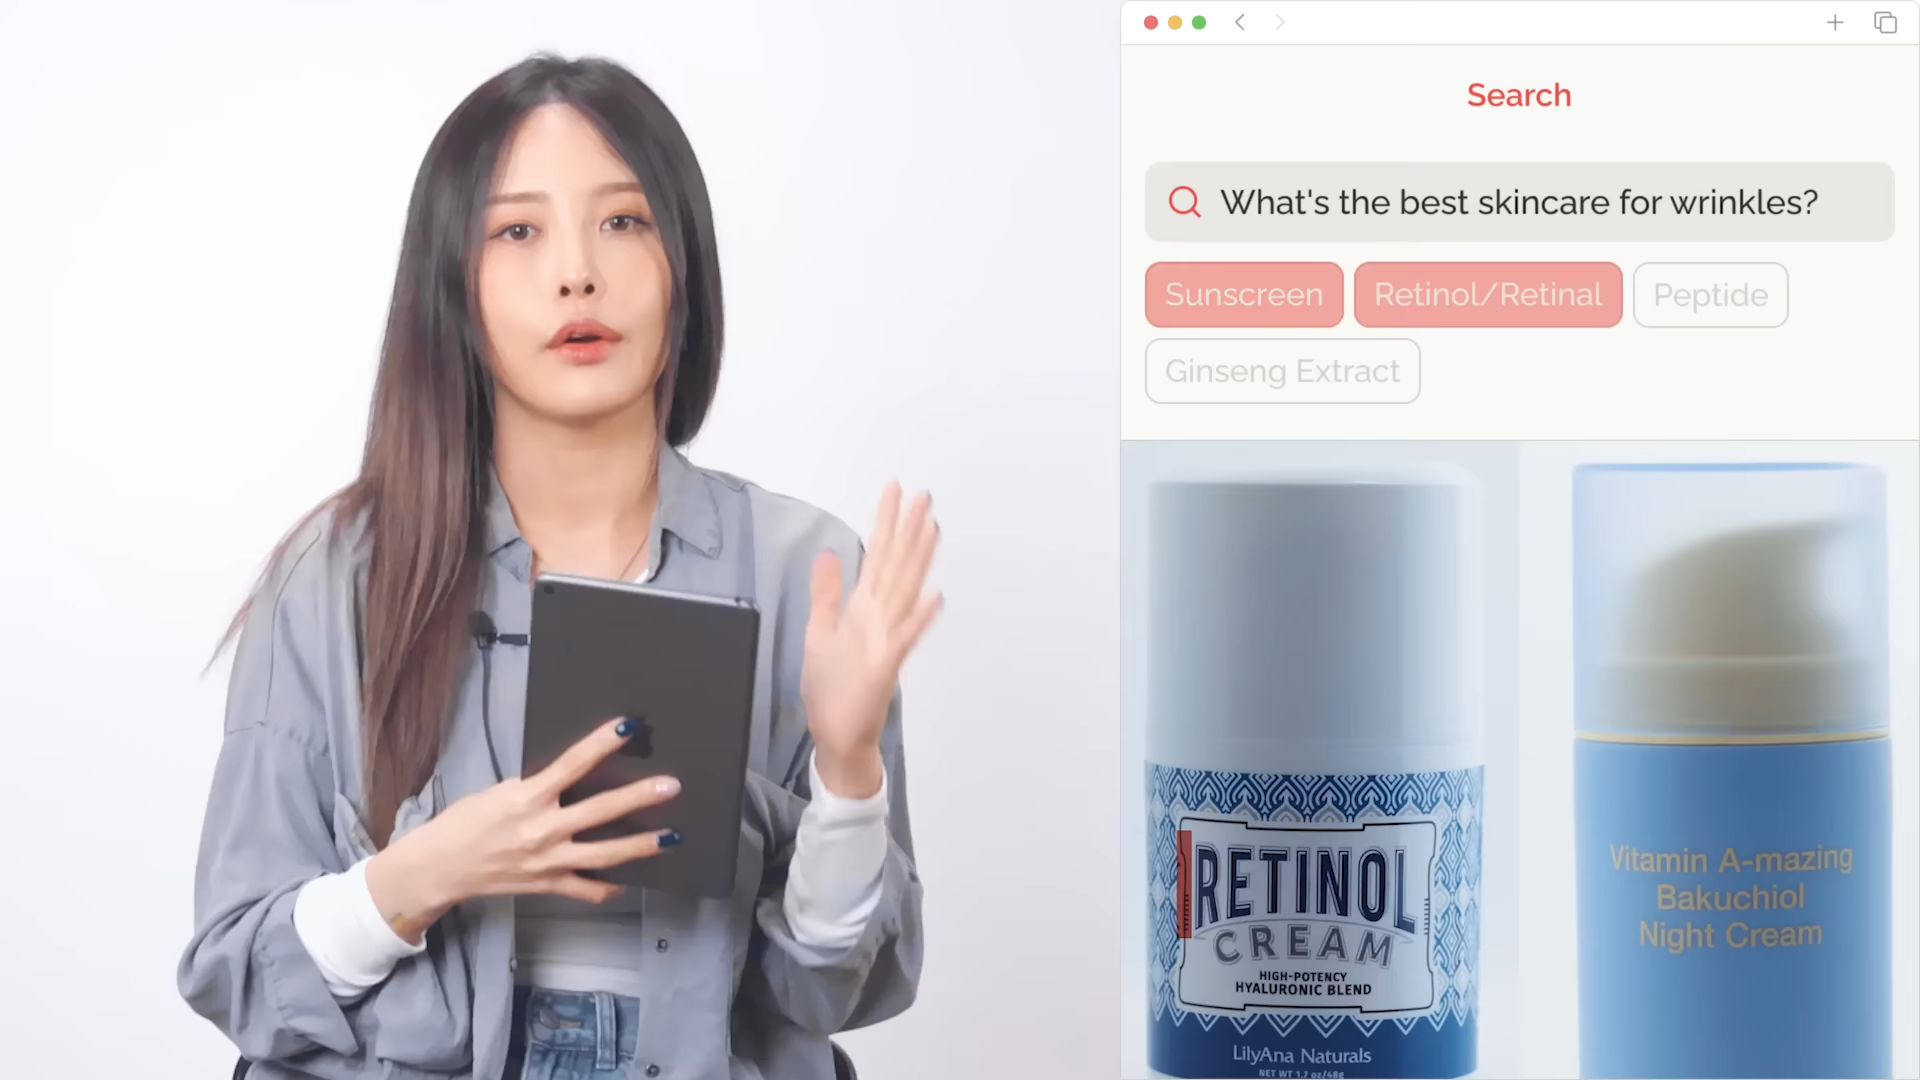 Search
What's the best skincare for wrinkles?
Sunscreen
Retinol/Retinal
Peptide
Ginseng Extract
RETINOL
CREAM
HIGH-POTENCY
HYALURONIC BLEND
LilyAna Naturals
NET WT 1.7 oz/48g
Vitamin A-mazing
Bakuchiol
Night Cream